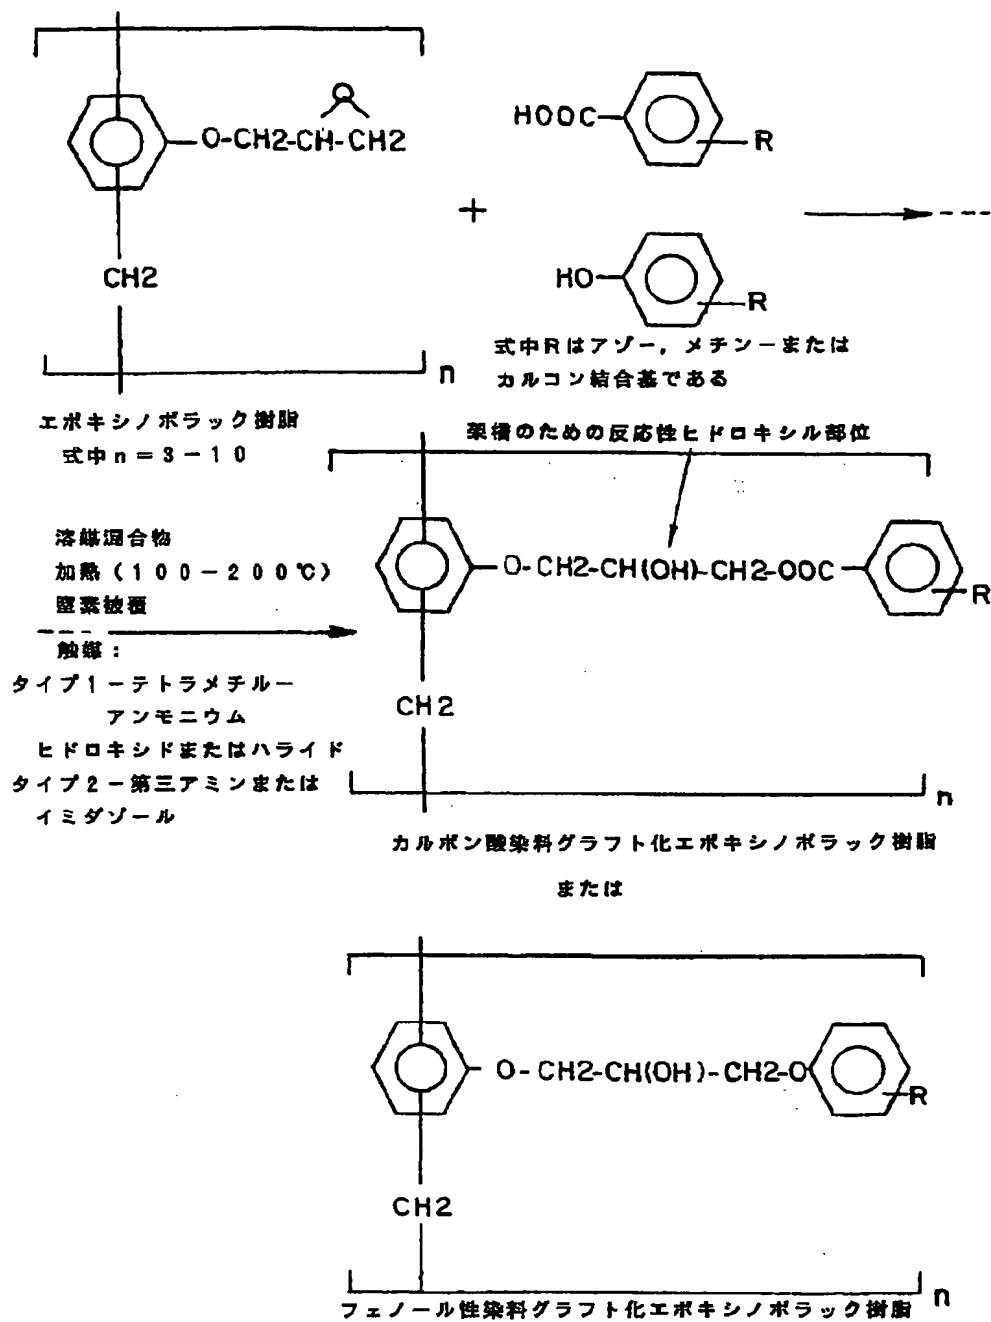 O
O-CH2-CH-CH2
CH2
n
エポキシノボラック樹脂
式中n=3-10
+
HOOC
R
HO
R
式中Rはアゾー,メチンーまたは
カルコン結合基である
溶媒混合物
加熱(100-200℃)
窒素被覆
触媒:
タイプ1-テトラメチルー
アンモニウム
ヒドロキシドまたはハライド
タイプ2-第三アミンまたは
イミダゾール
架橋のための反応性ヒドロキシル部位
O-CH2-CH(OH)-CH2-OOC
R
CH2
n
カルボン酸染料グラフト化エポキシノボラック樹脂
または
O-CH2-CH(OH)-CH2-O
R
CH2
n
フェノール性染料グラフト化エポキシノボラック樹脂